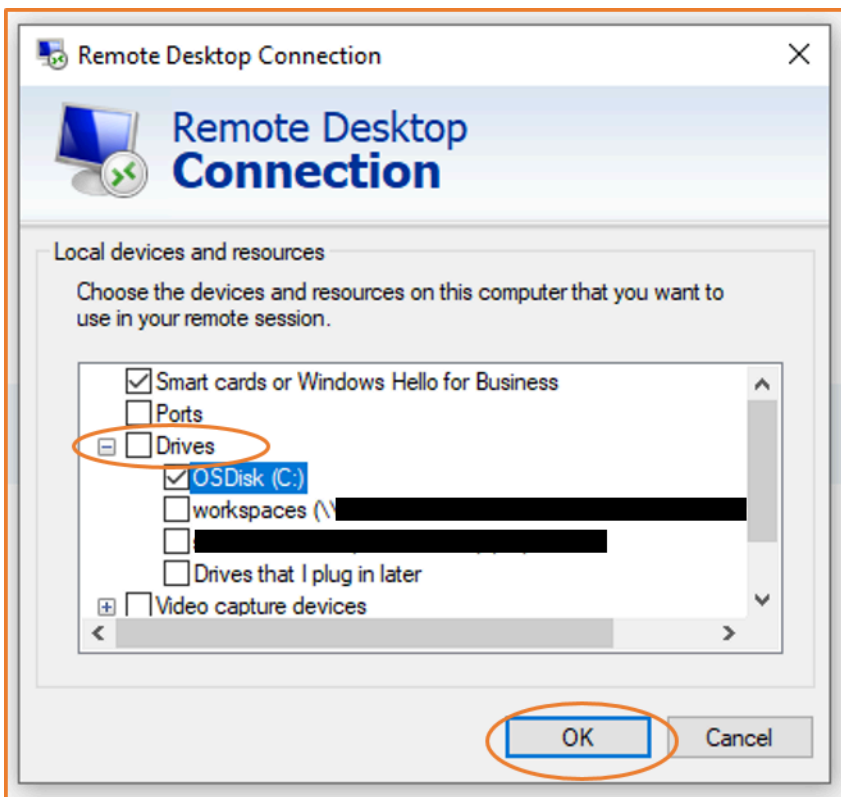 Remote Desktop Connection
Remote Desktop
Connection
Local devices and resources
Choose the devices and resources on this computer that you want to
use in your remote session.
Smart cards or Windows Hello for Business
Ports
Drives
OSDisk (C:)
workspaces (\\
Drives that I plug in later
Video capture devices
OK
Cancel